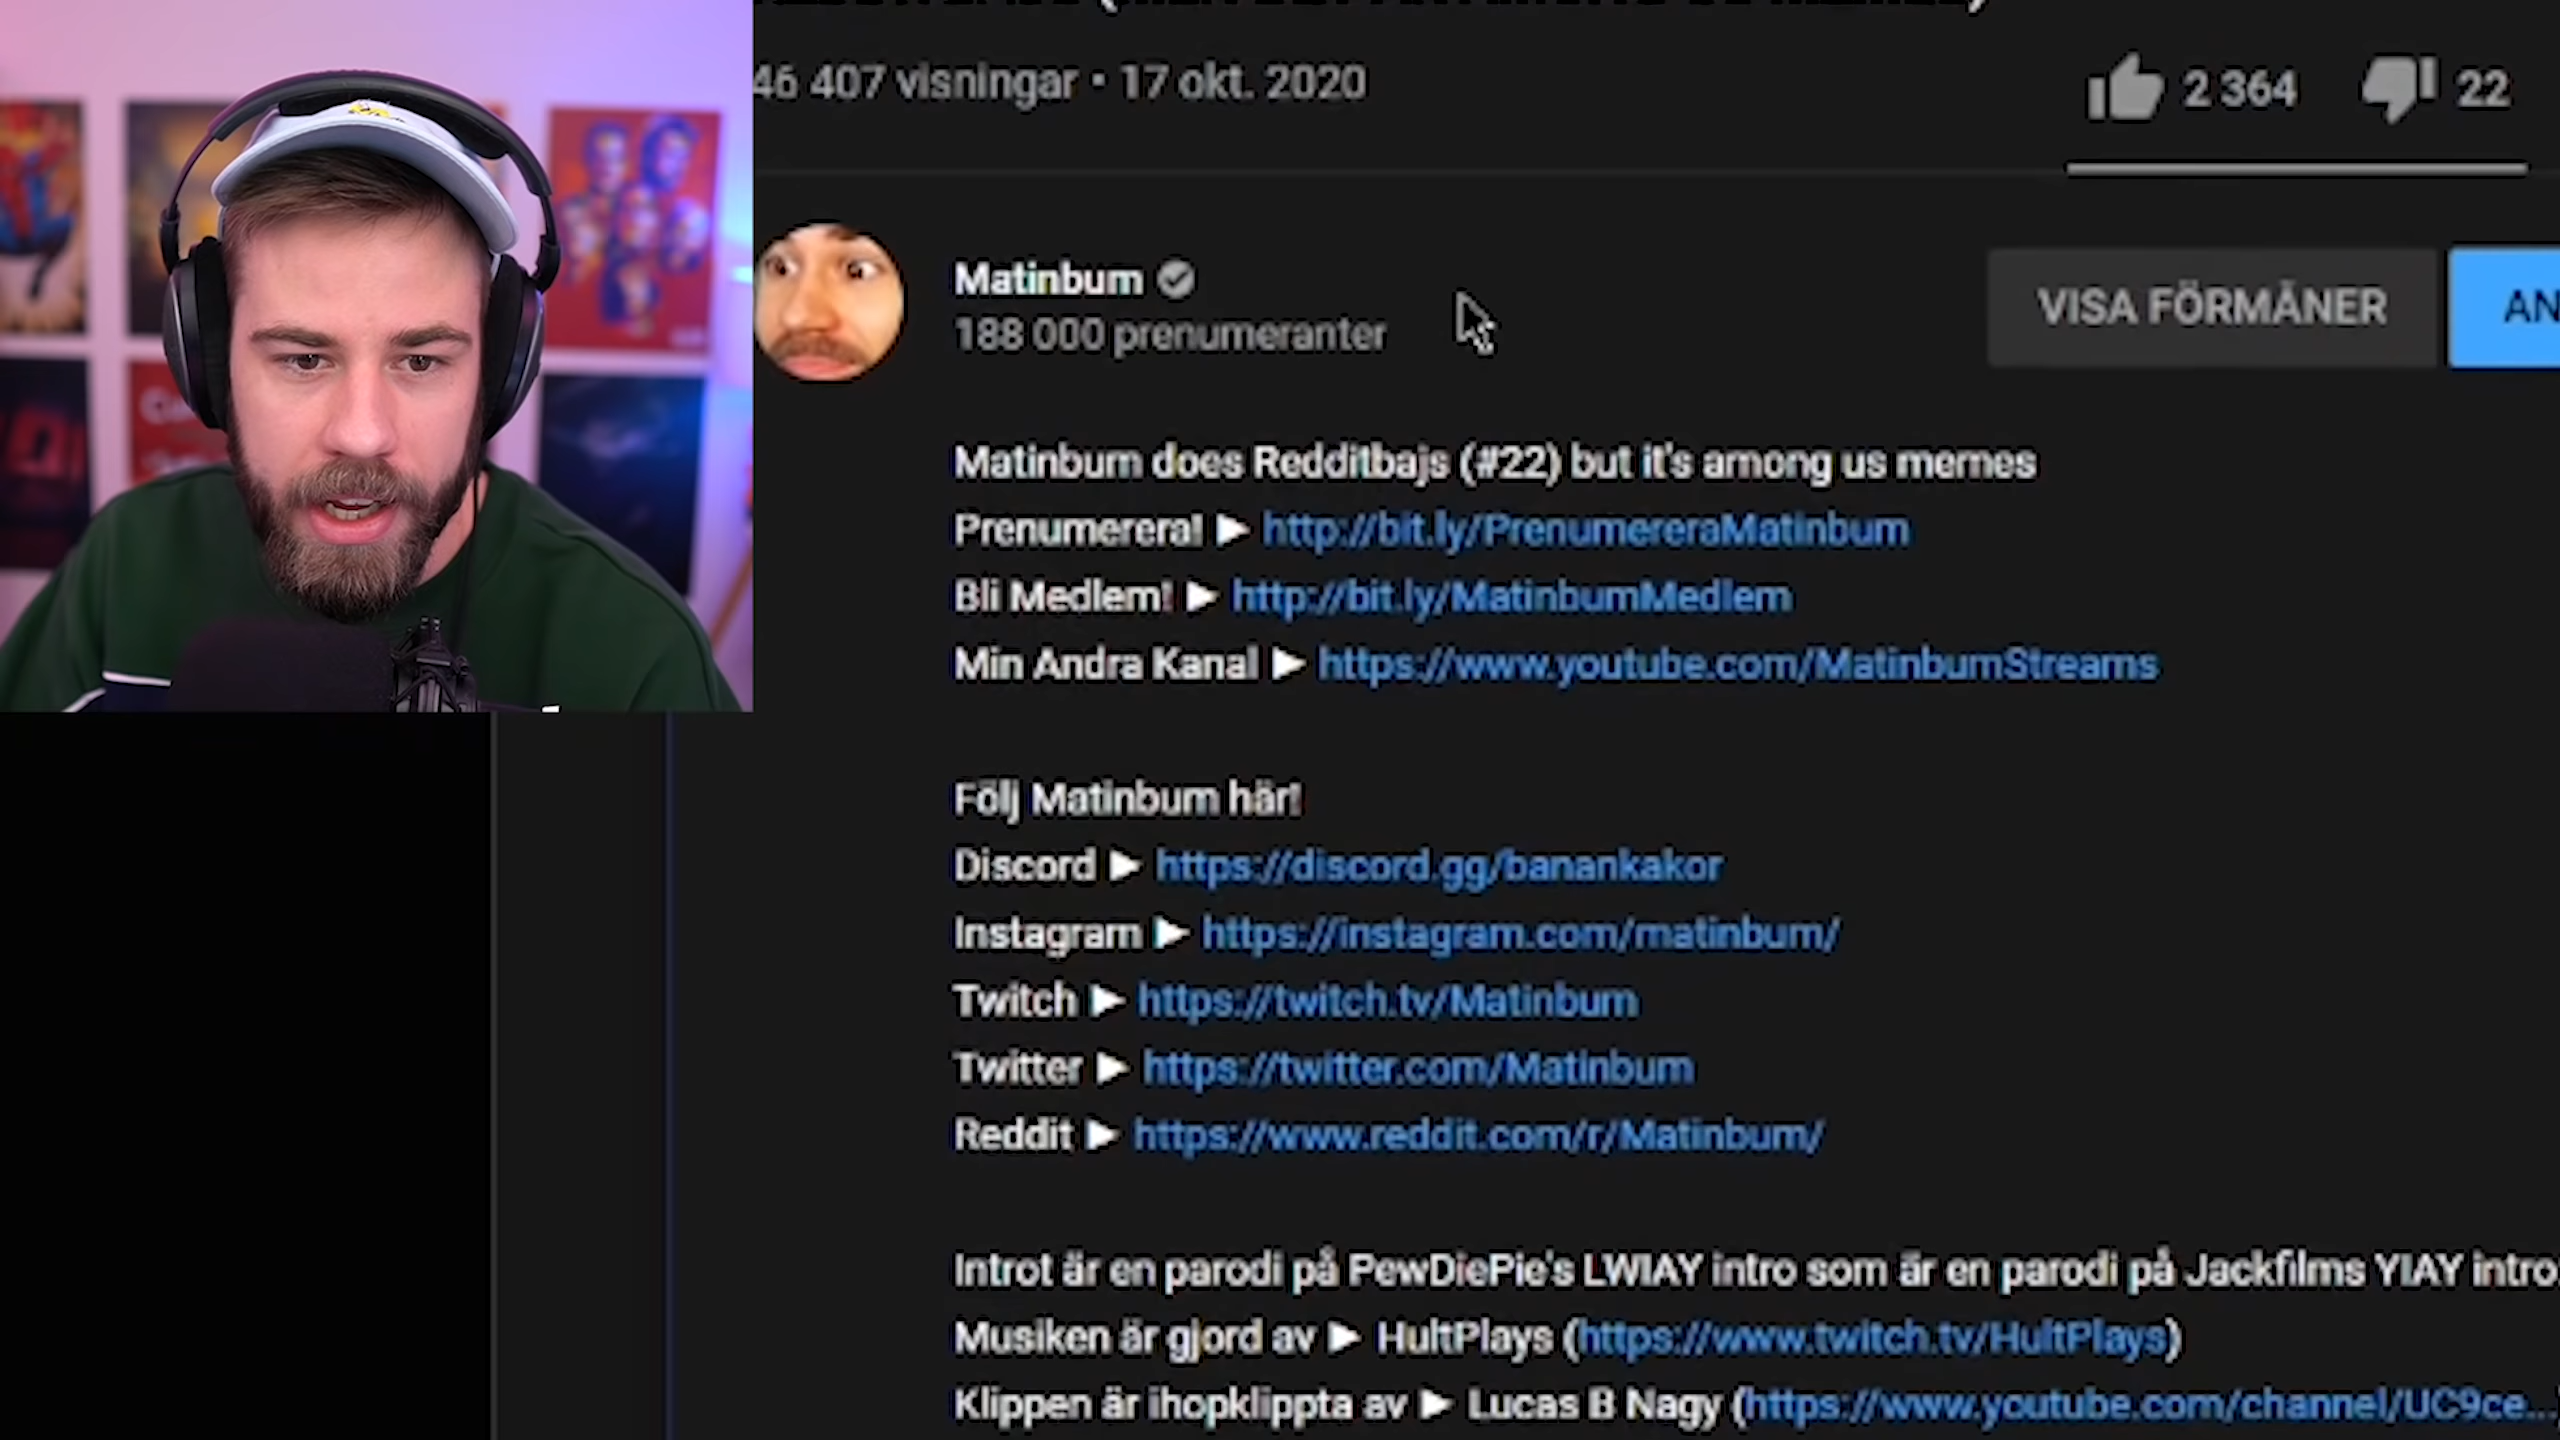 46 407 visningar • 17 okt. 2020
2 364
22
Matinbum
188 000 prenumeranter
VISA FÖRMÅNER
AN
Matinbum does Redditbajs (#22) but it's among us memes
Prenumerera! ► http://bit.ly/PrenumereraMatinbum
Bli Medlem! ► http://bit.ly/MatinbumMedlem
Min Andra Kanal ► https://www.youtube.com/MatinbumStreams
Följ Matinbum här!
Discord ► https://discord.gg/banankakor
Instagram ► https://instagram.com/matinbum/
Twitch ► https://twitch.tv/Matinbum
Twitter ► https://twitter.com/Matinbum
Reddit ► https://www.reddit.com/r/Matinbum/
Introt är en parodi på PewDiePie's LWIAY intro som är en parodi på Jackfilms YIAY intro
Musiken är gjord av ► HultPlays (https://www.twitch.tv/HultPlays)
Klippen är ihopklippta av ► Lucas B Nagy (https://www.youtube.com/channel/UC9ce...